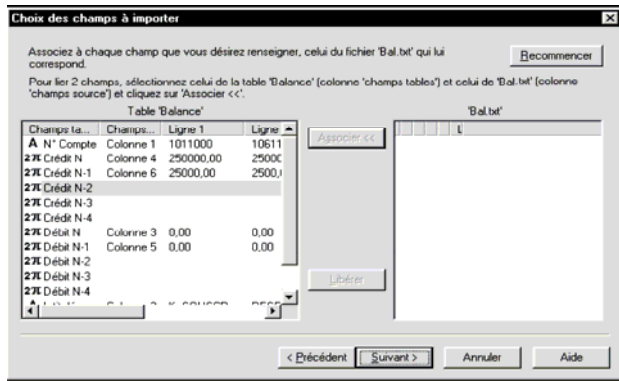 Choix des champs à importer
Associez à chaque champ que vous désirez renseigner, celui du fichier 'Bal.txt' qui lui
correspond.
Recommencer
Pour lier 2 champs, sélectionnez celui de la table 'Balance' (colonne 'champs tables') et celui de 'Bal.txt' (colonne
'champs source') et cliquez sur 'Associer <<'.
Table 'Balance'
'Bal.txt'
Champs ta... Champs... Ligne 1 Ligne
Associer <<
L
A N° Compte Colonne 1 1011000 10611
Crédit N Colonne 4 250000,00 25000
Crédit N-1 Colonne 6 25000,00 2500,
Crédit N-2
Crédit N-3
Crédit N-4
Débit N Colonne 3 0,00 0,00
Débit N-1 Colonne 5 0,00 0,00
Débit N-2
Débit N-3
Débit N-4
Libérer
< Précédent Suivant > Annuler Aide